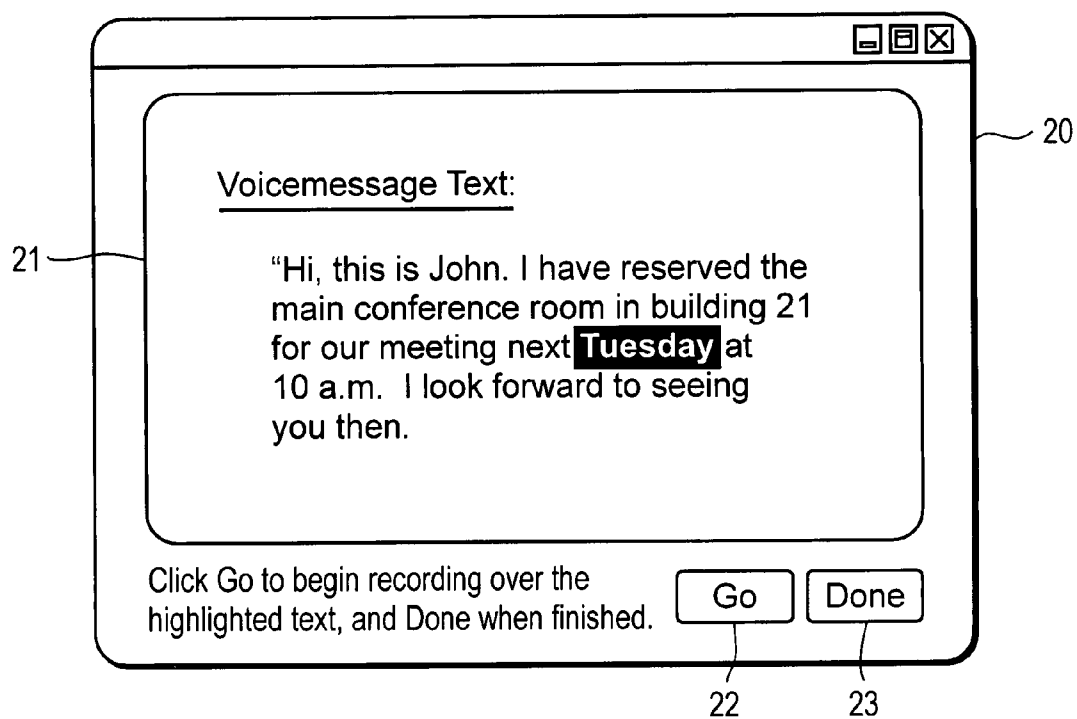 20
Voicemessage Text:
21
“Hi, this is John. I have reserved the
main conference room in building 21
for our meeting next Tuesday at
10 a.m.  I look forward to seeing
you then.
Click Go to begin recording over the
highlighted text, and Done when finished.
Go
Done
22
23